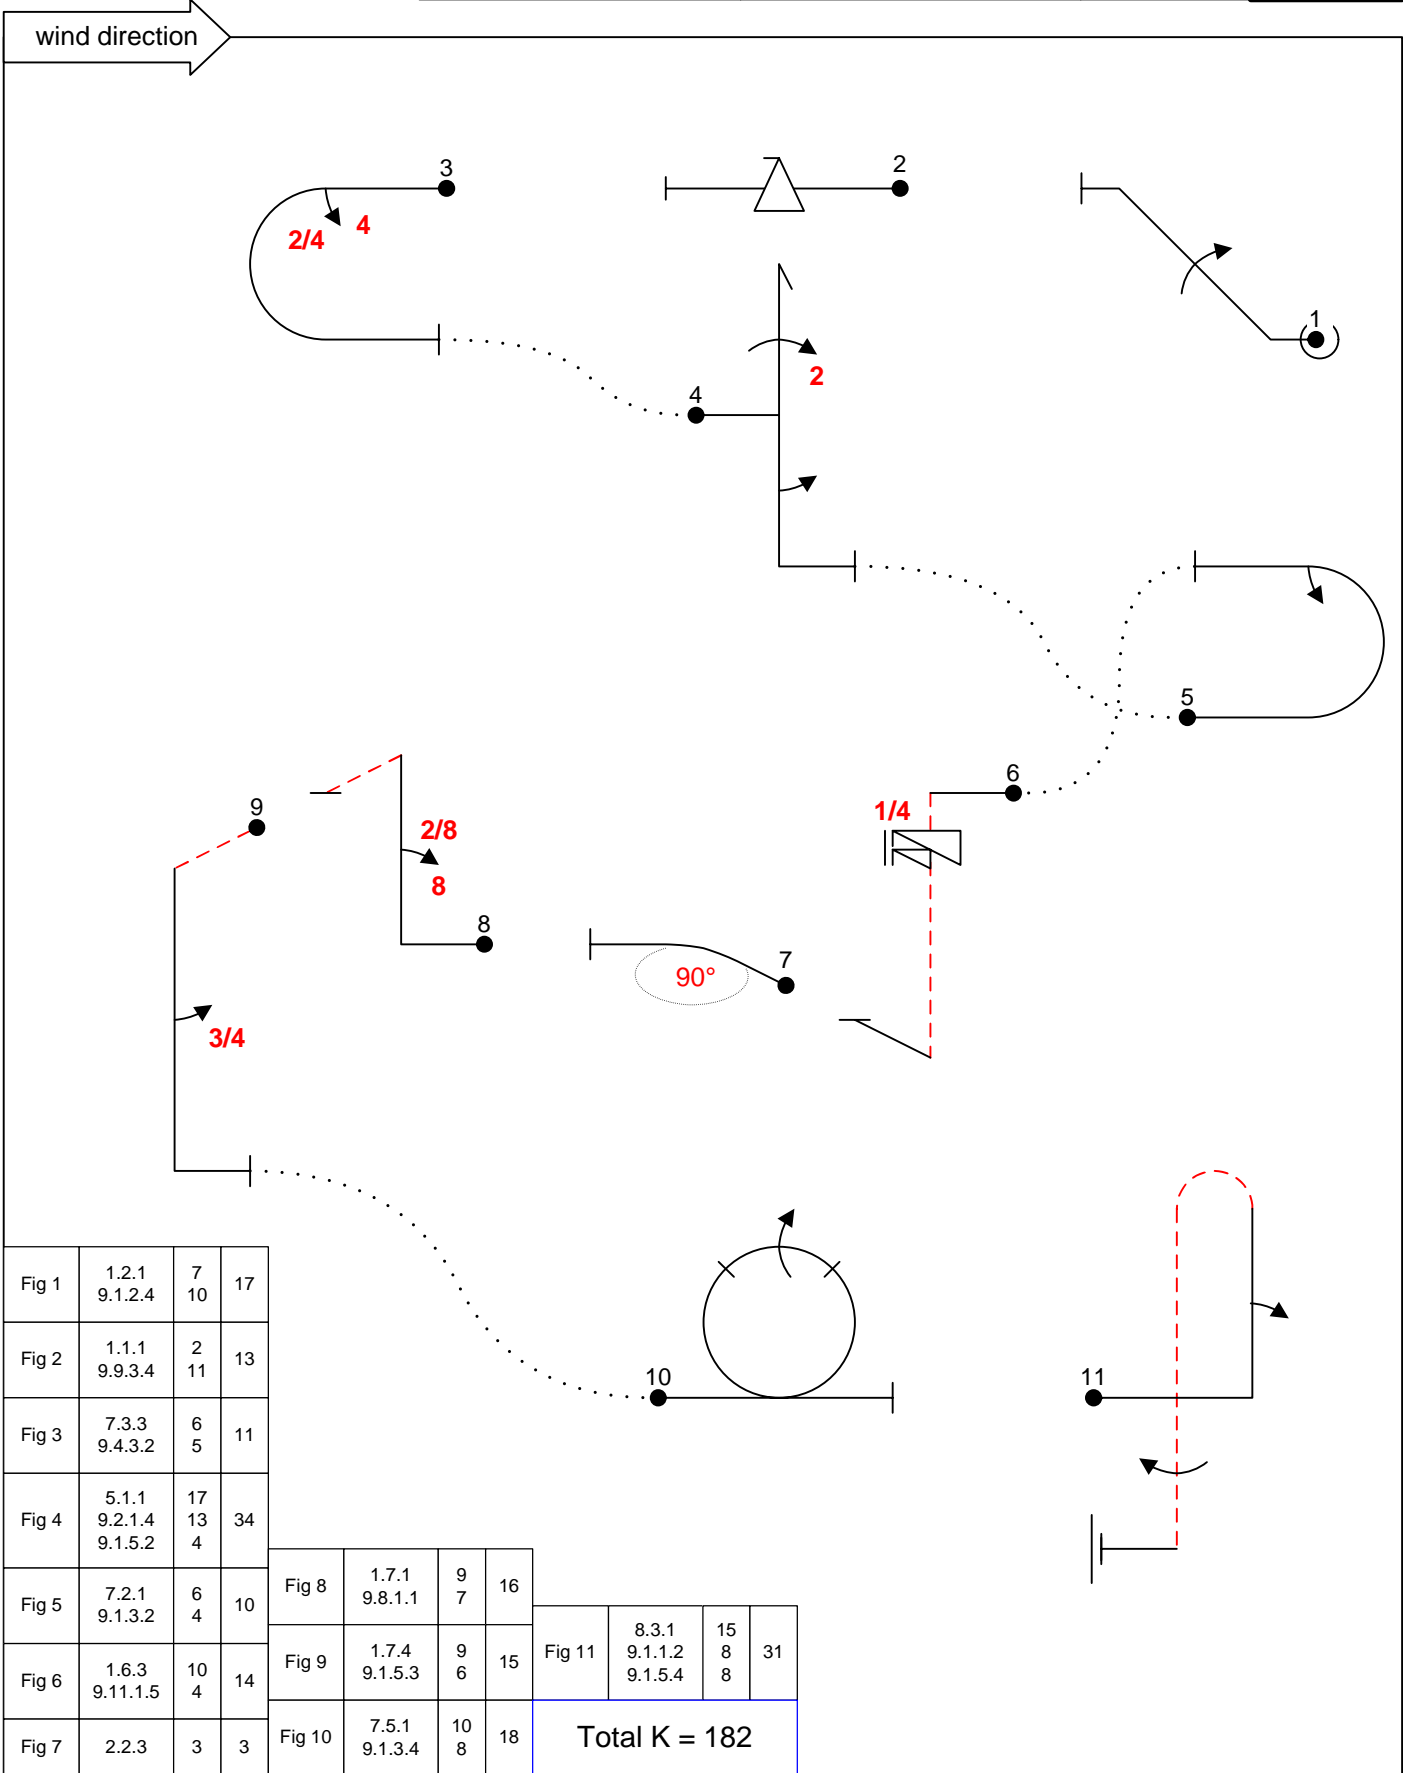 wind direction
3
2
2/4
4
1
2
4
5
6
1/4
9
2/8
8
8
7
90°
3/4
10
11
Fig 1 1.2.1 7 17
9.1.2.4 10
Fig 2 1.1.1 2 13
9.9.3.4 11
Fig 3 7.3.3 6 11
9.4.3.2 5
Fig 4 5.1.1 17 34
9.2.1.4 13
9.1.5.2 4
Fig 5 7.2.1 6 10
9.1.3.2 4
Fig 6 1.6.3 10 14
9.11.1.5 4
Fig 7 2.2.3 3 3
Fig 8 1.7.1 9 16
9.8.1.1 7
Fig 9 1.7.4 9 15
9.1.5.3 6
Fig 10 7.5.1 10 18
9.1.3.4 8
Fig 11 8.3.1 15 31
9.1.1.2 8
9.1.5.4 8
Total K = 182